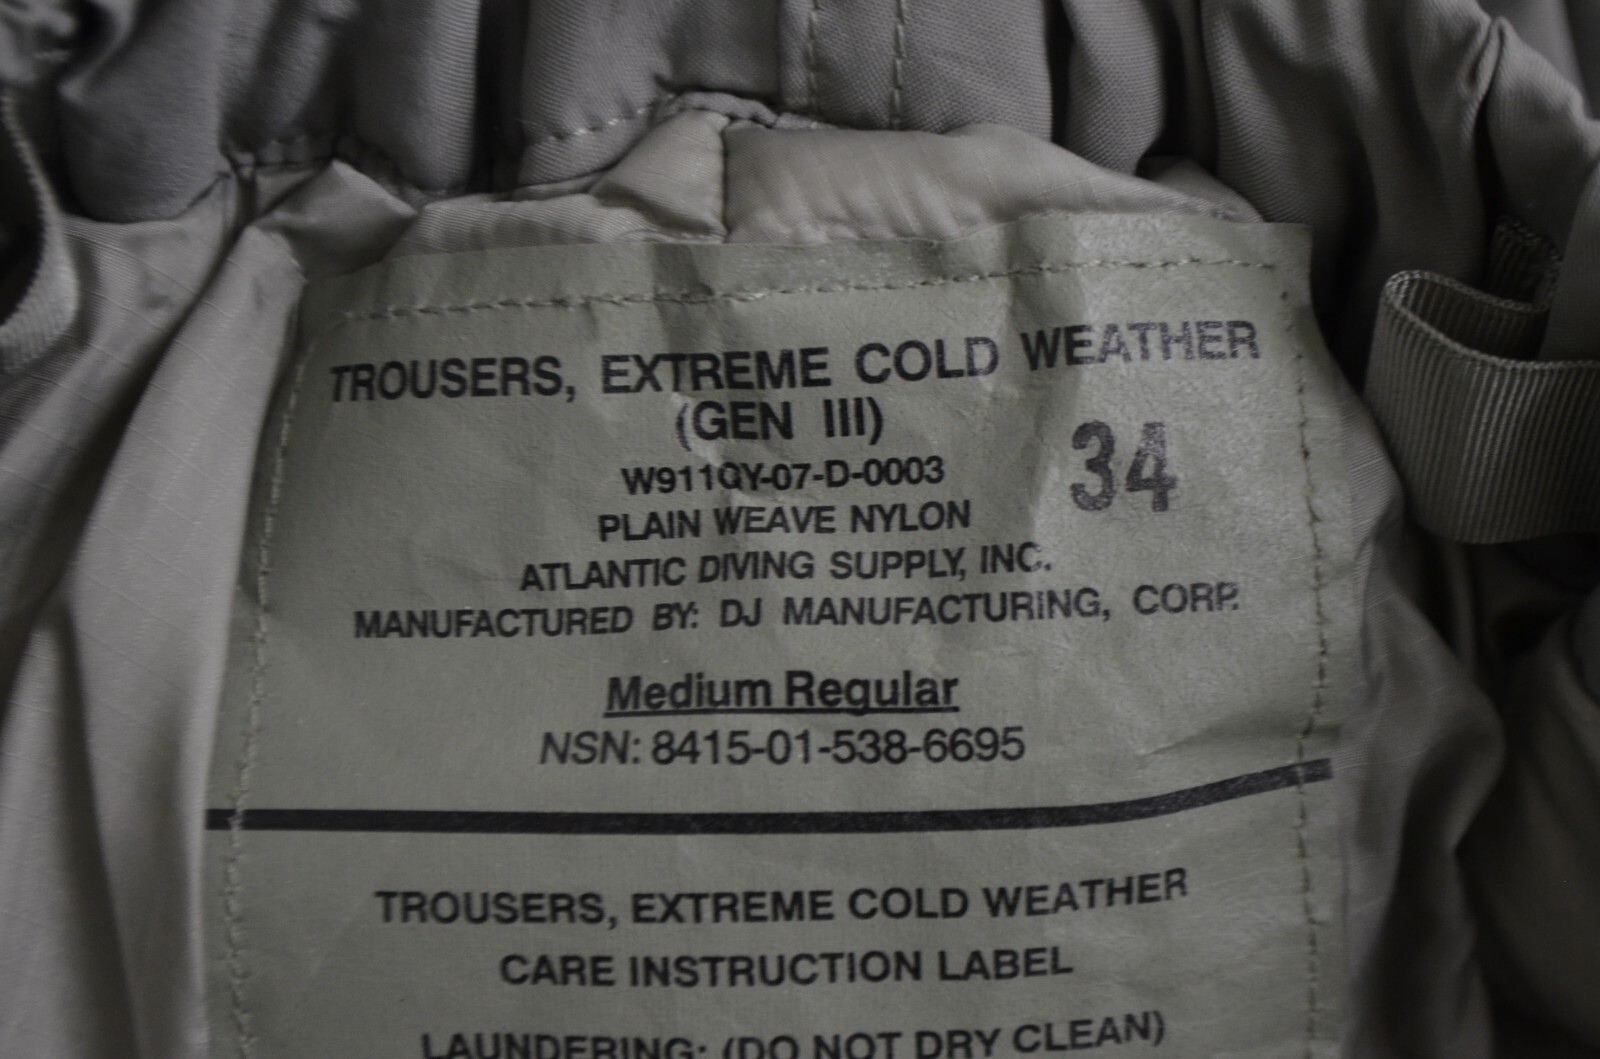 TROUSERS, EXTREME COLD WEATHER
(GEN III)
34
W911QY-07-D-0003
PLAIN WEAVE NYLON
ATLANTIC DIVING SUPPLY, INC.
MANUFACTURED BY: DJ MANUFACTURING, CORP.
Medium Regular
NSN: 8415-01-538-6695
TROUSERS, EXTREME COLD WEATHER
CARE INSTRUCTION LABEL
LAUNDERING: (DO NOT DRY CLEAN)